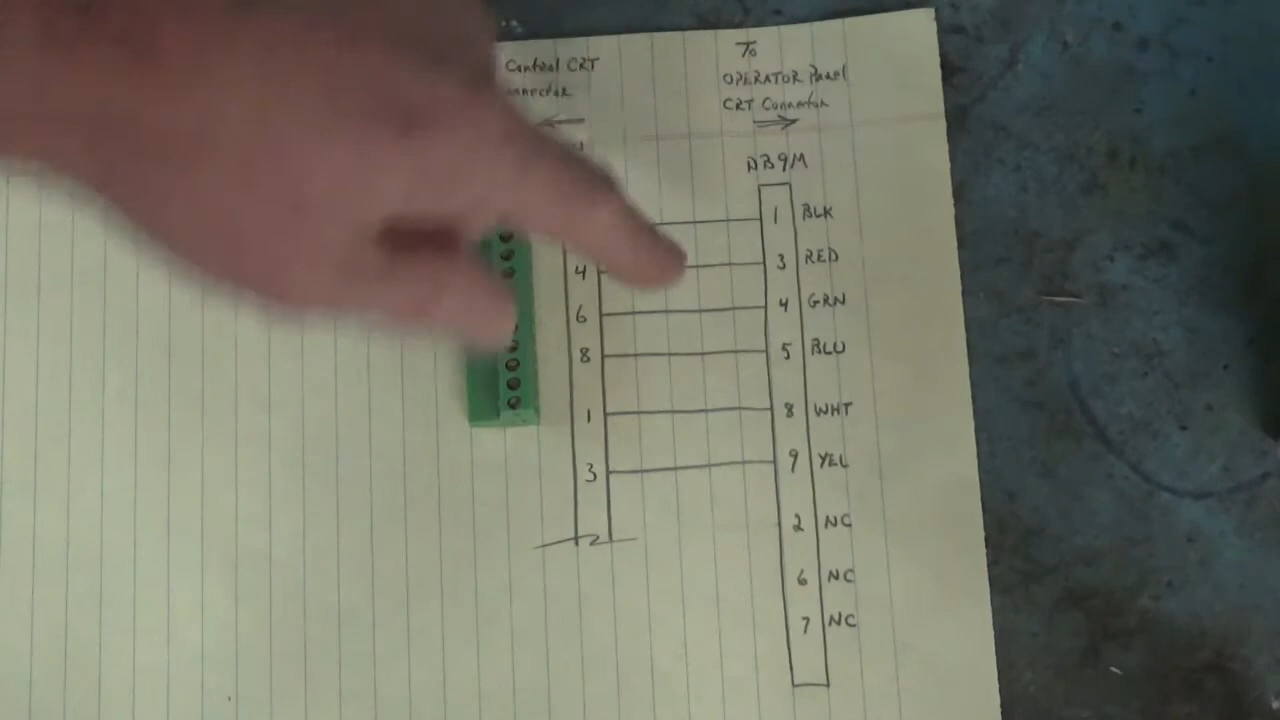 Control CRT
To
OPERATOR Panel
CRT Connector
DB9M
1 BLK
4 3 RED
6 4 GRN
8 5 BLU
1 8 WHT
3 9 YEL
2 NC
6 NC
7 NC